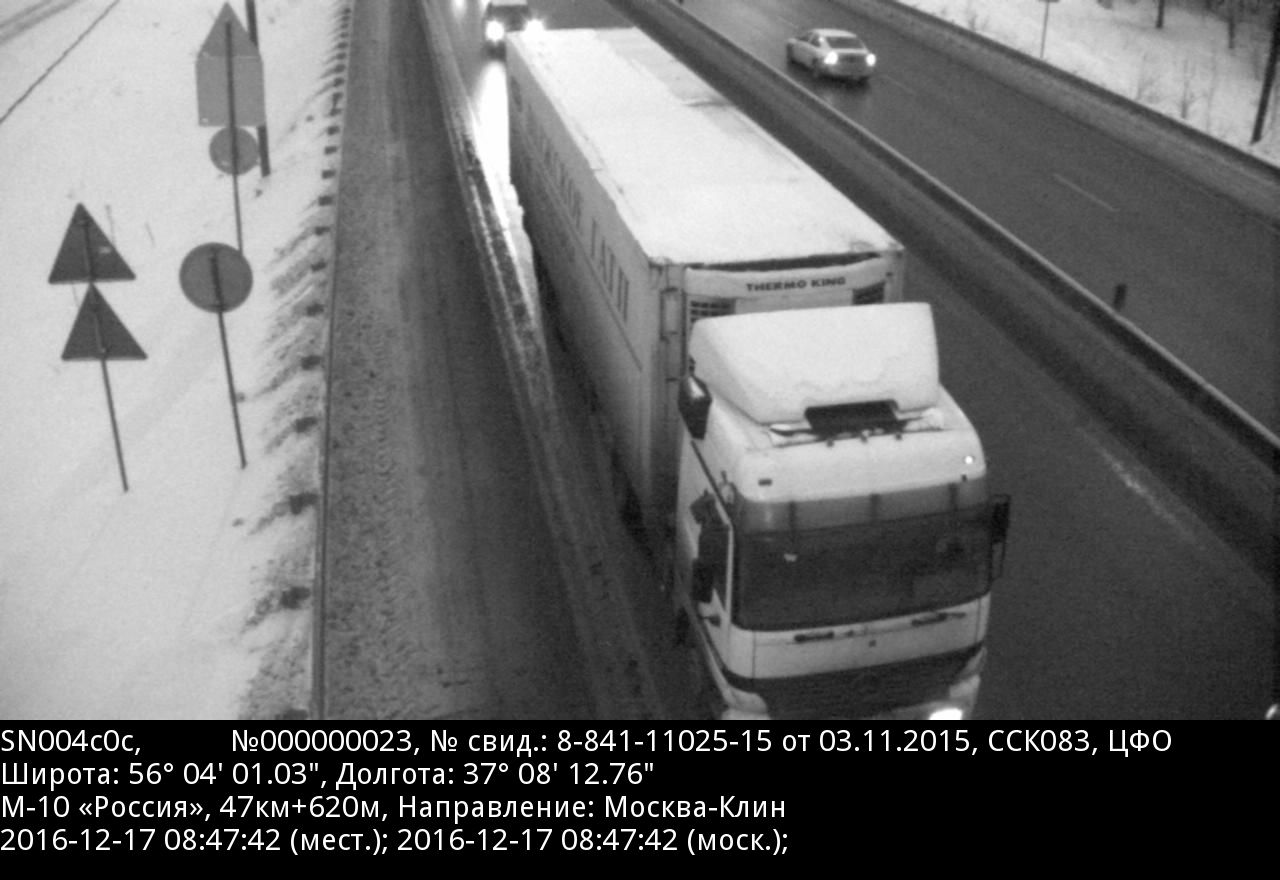 THERMO KING
SN004c0c, №000000023, № свид.: 8-841-11025-15 от 03.11.2015, ССК083, ЦФО
Широта: 56° 04' 01.03", Долгота: 37° 08' 12.76"
М-10 «Россия», 47км+620м, Направление: Москва-Клин
2016-12-17 08:47:42 (мест.); 2016-12-17 08:47:42 (моск.);